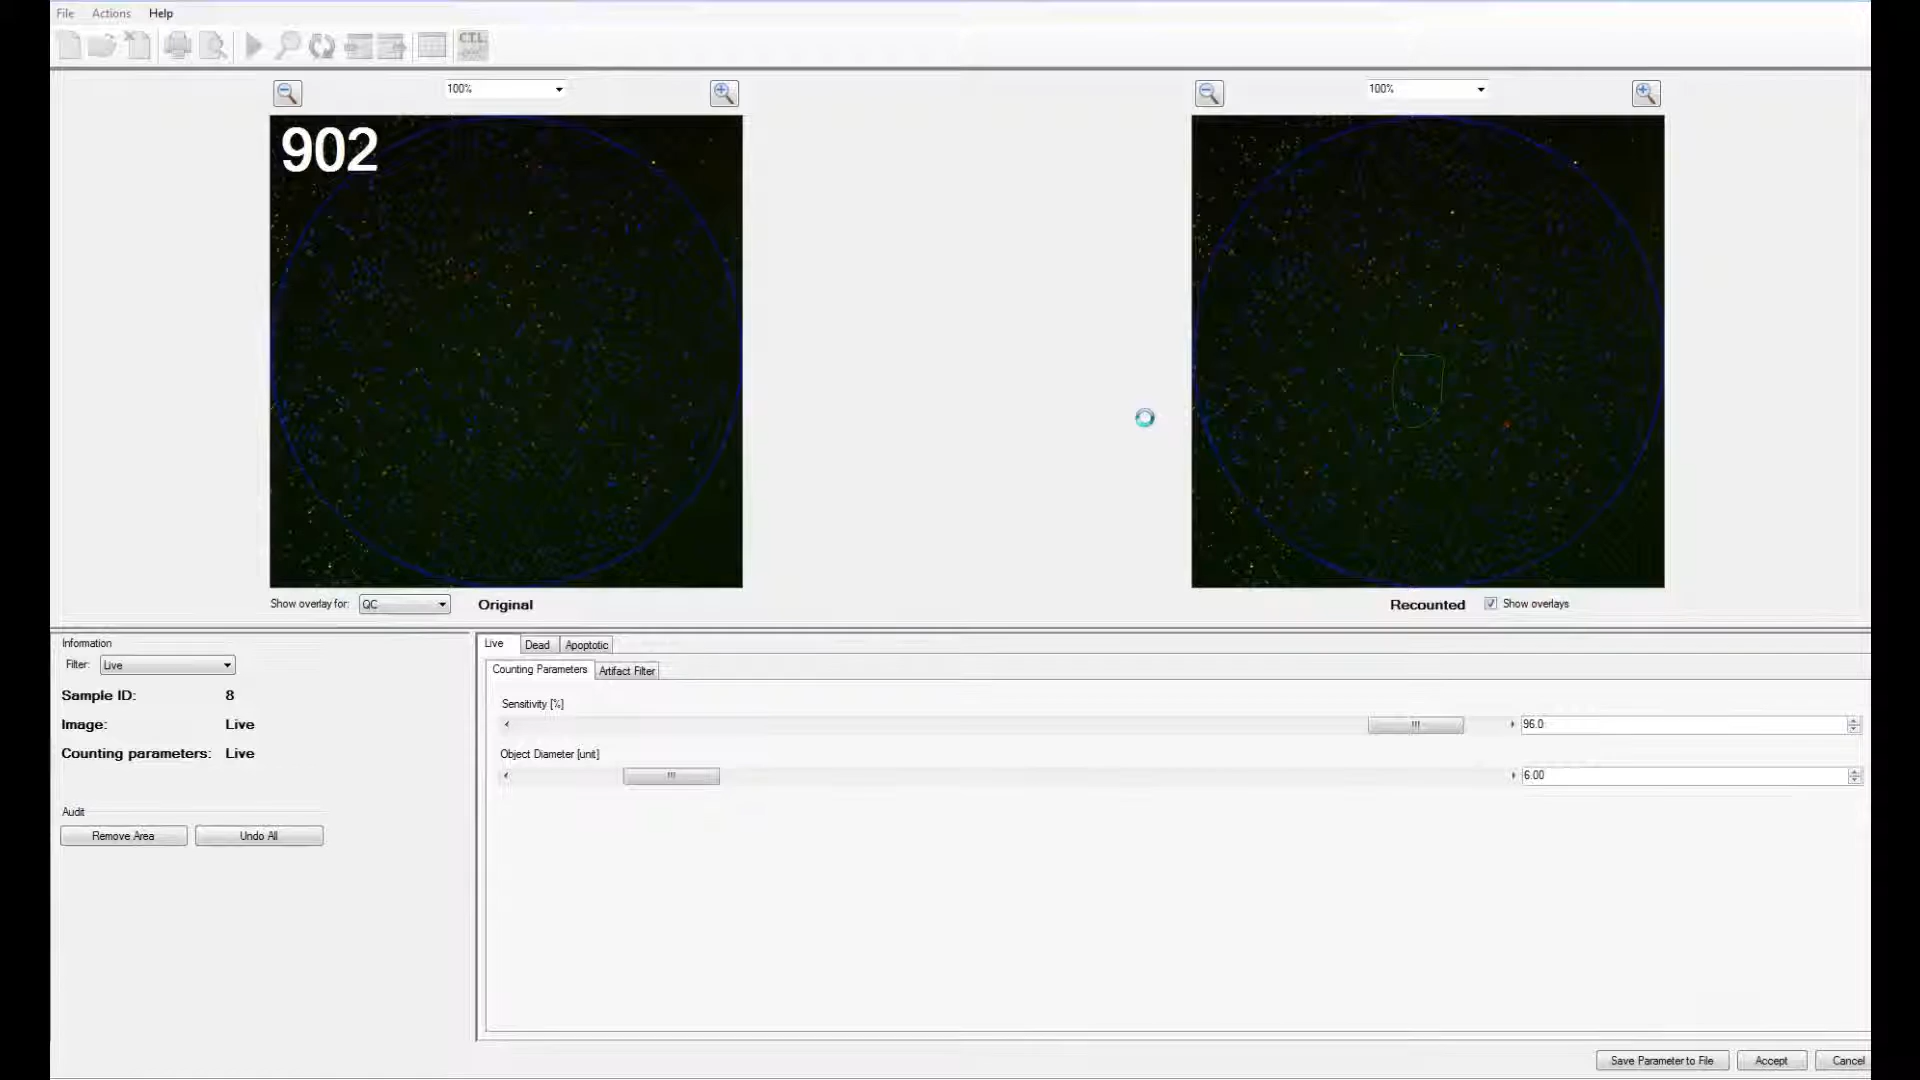 File Actions Help
C.T.L.
100% 100%
902
Show overlay for: QC Original
Recounted Show overlays
Information
Filter: Live
Sample ID: 8
Image: Live
Counting parameters: Live
Audit
Remove Area Undo All
Live Dead Apoptotic
Counting Parameters Artifact Filter
Sensitivity [%]
96.0
Object Diameter [unit]
6.00
Save Parameter to File Accept Cancel